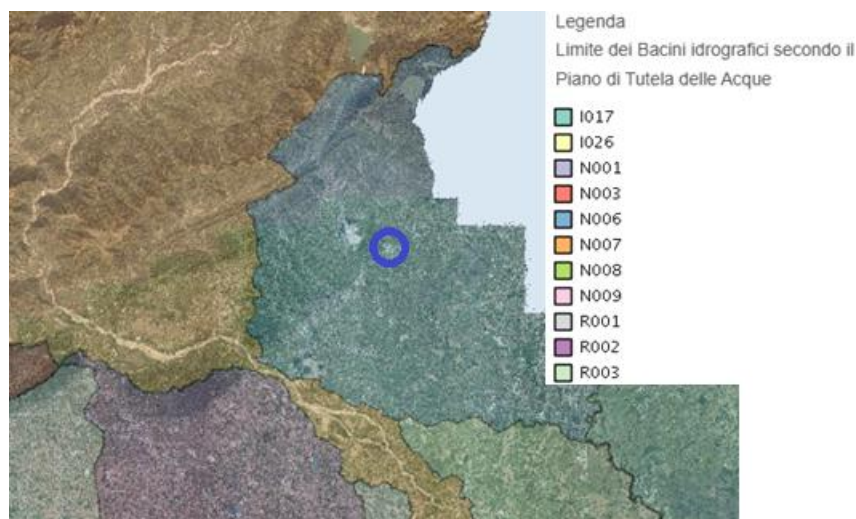 Legenda
Limite dei Bacini idrografici secondo il
Piano di Tutela delle Acque
I017
I026
N001
N003
N006
N007
N008
N009
R001
R002
R003